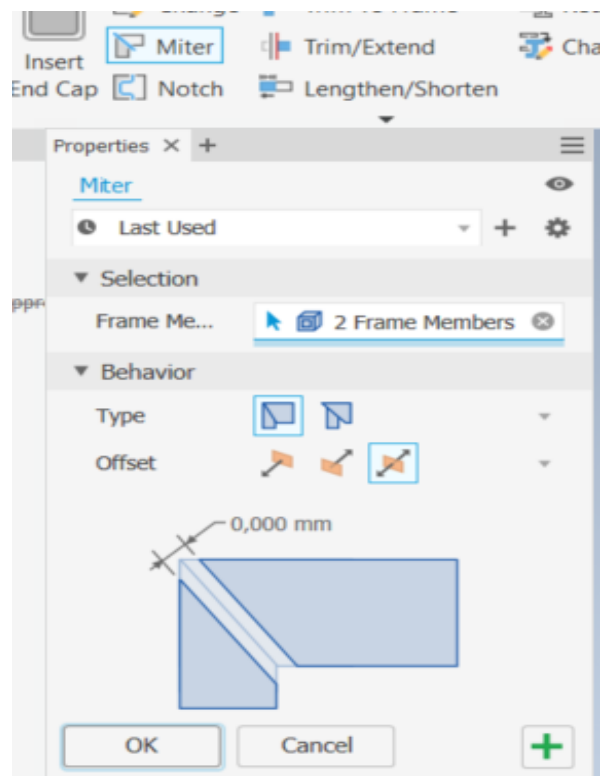 Miter
Trim/Extend
Insert
End Cap
Notch
Lengthen/Shorten
Properties
Miter
Last Used
Selection
Frame Me...
2 Frame Members
Behavior
Type
Offset
0,000 mm
OK
Cancel